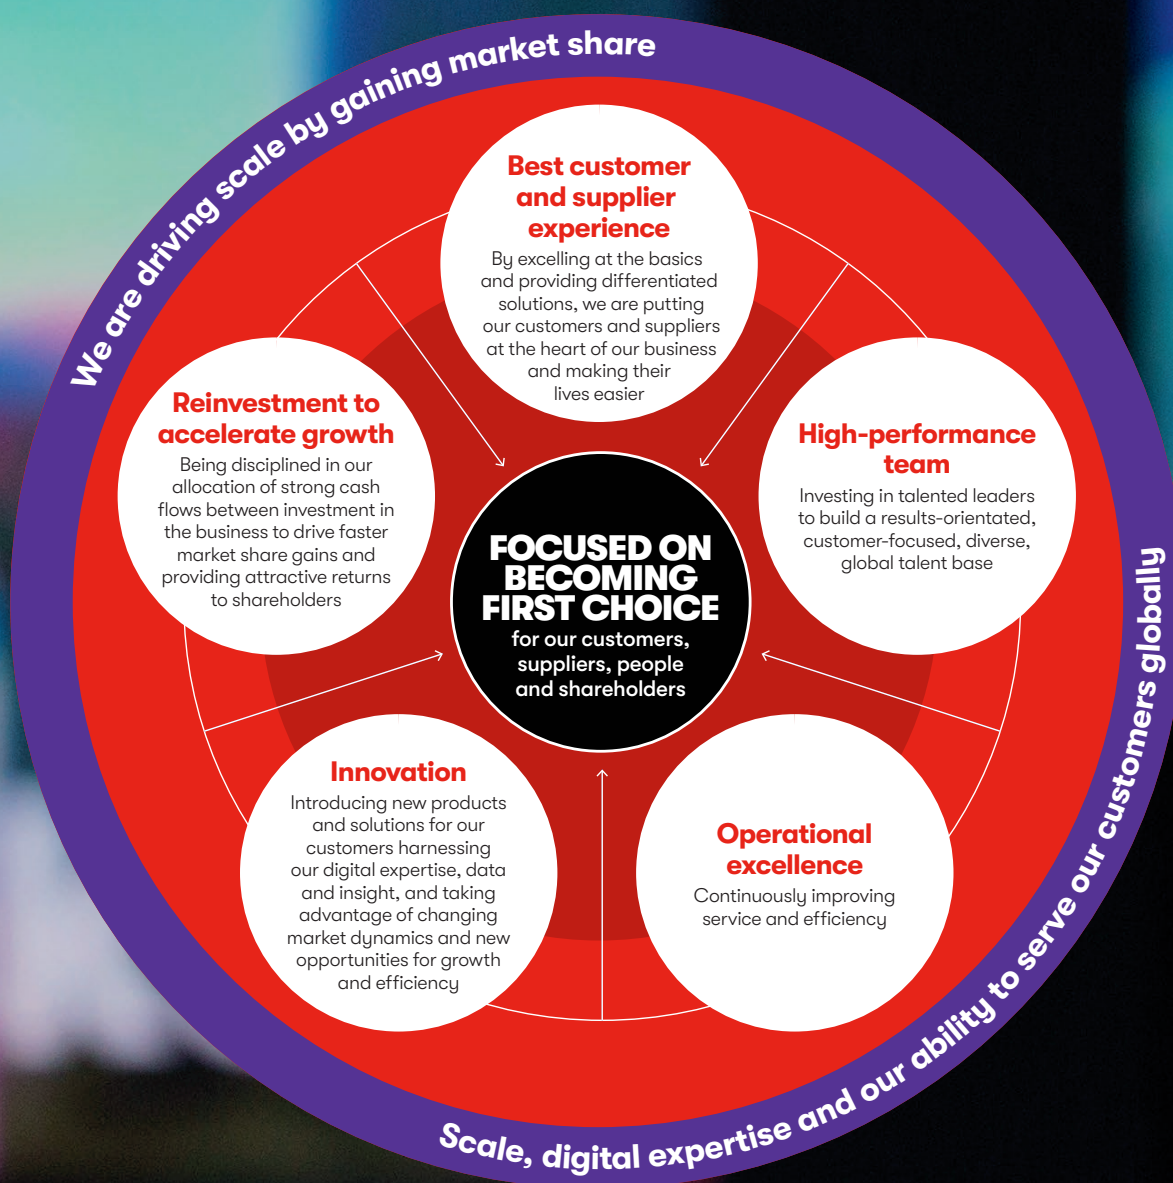 We are driving scale by gaining market share
Best customer
and supplier
experience
By excelling at the basics
and providing differentiated
solutions, we are putting
our customers and suppliers
at the heart of our business
and making their
lives easier
High-performance
team
Investing in talented leaders
to build a results-orientated,
customer-focused, diverse,
global talent base
Operational
excellence
Continuously improving
service and efficiency
Innovation
Introducing new products
and solutions for our
customers harnessing
our digital expertise, data
and insight, and taking
advantage of changing
market dynamics and new
opportunities for growth
and efficiency
Reinvestment to
accelerate growth
Being disciplined in our
allocation of strong cash
flows between investment in
the business to drive faster
market share gains and
providing attractive returns
to shareholders
FOCUSED ON
BECOMING
FIRST CHOICE
for our customers,
suppliers, people
and shareholders
Scale, digital expertise and our ability to serve our customers globally